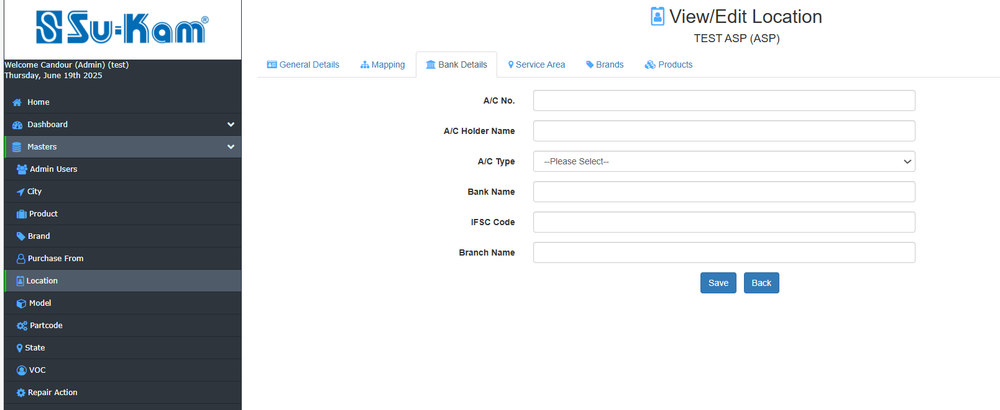 Su-Kam®
Welcome Candour (Admin) (test)
Thursday, June 19th 2025
Home
Dashboard
Masters
Admin Users
City
Product
Brand
Purchase From
Location
Model
Partcode
State
VOC
Repair Action
View/Edit Location
TEST ASP (ASP)
General Details Mapping Bank Details Service Area Brands Products
A/C No.
A/C Holder Name
A/C Type --Please Select--
Bank Name
IFSC Code
Branch Name
Save Back